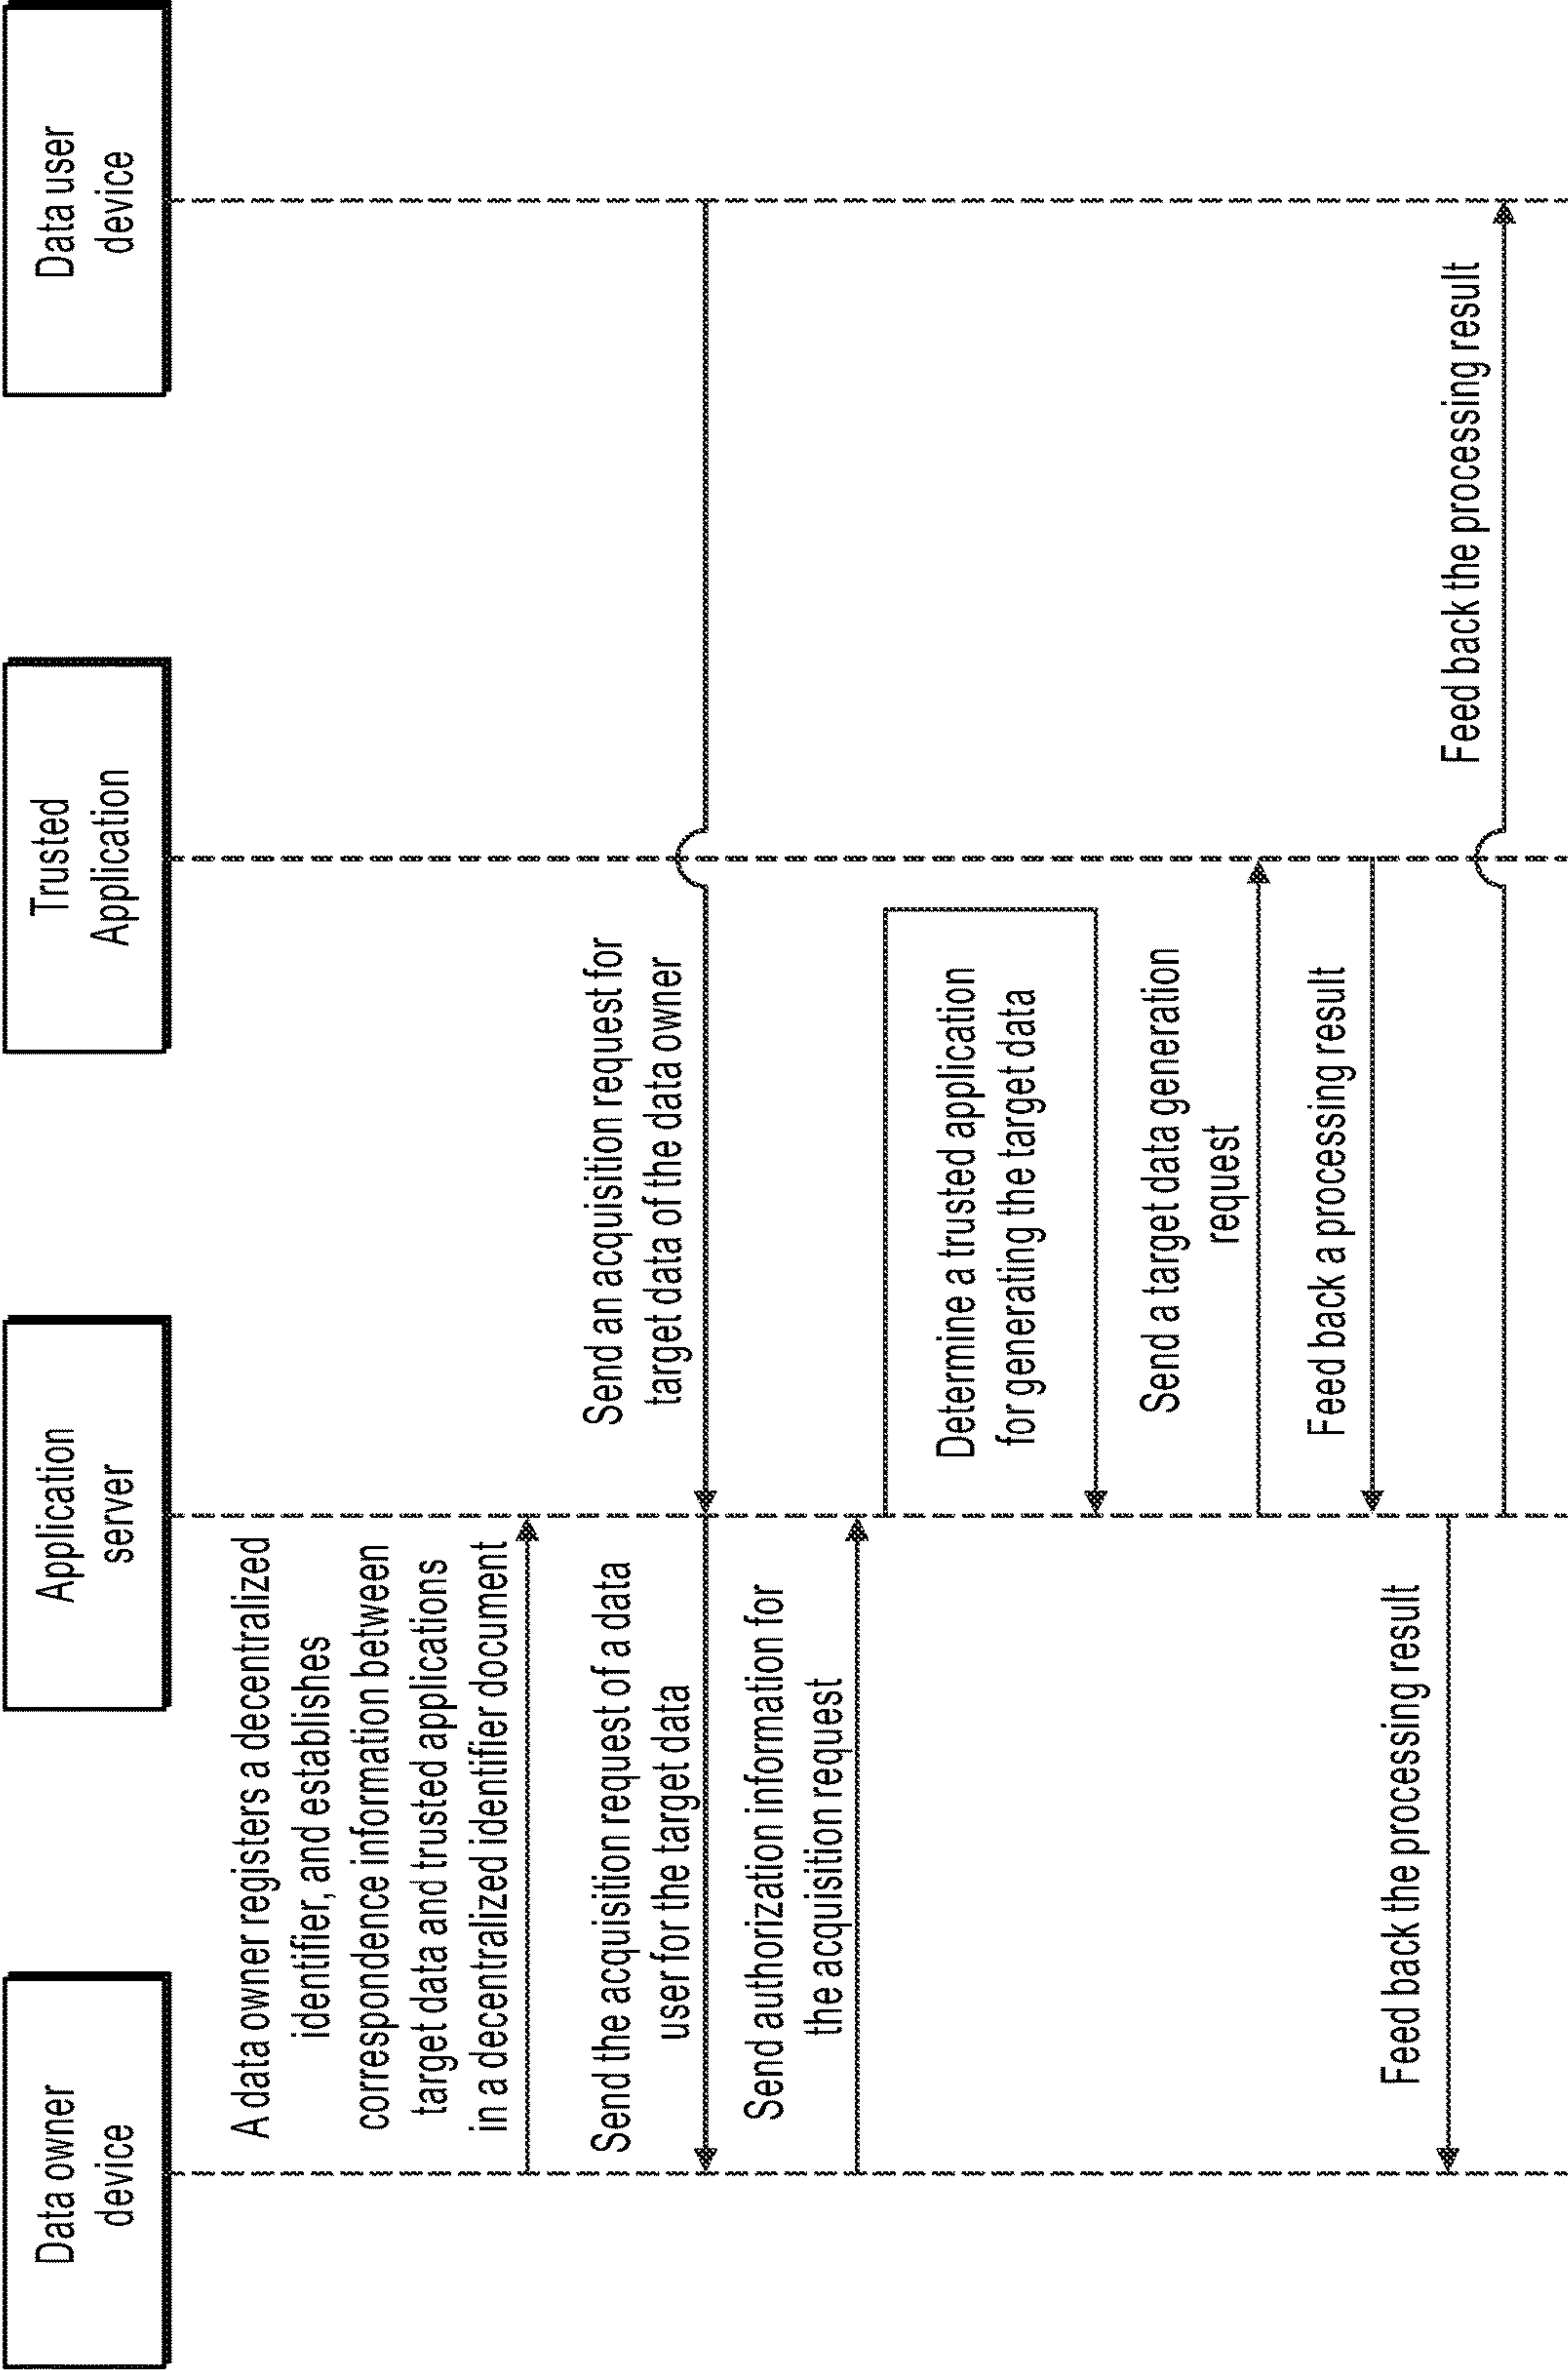 Data owner
device
Application
server
Trusted
Application
Data user
device
A data owner registers a decentralized
identifier, and establishes
correspondence information between
target data and trusted applications
in a decentralized identifier document
Send an acquisition request for
target data of the data owner
Send the acquisition request of a data
user for the target data
Send authorization information for
the acquisition request
Determine a trusted application
for generating the target data
Send a target data generation
request
Feed back a processing result
Feed back the processing result
Feed back the processing result